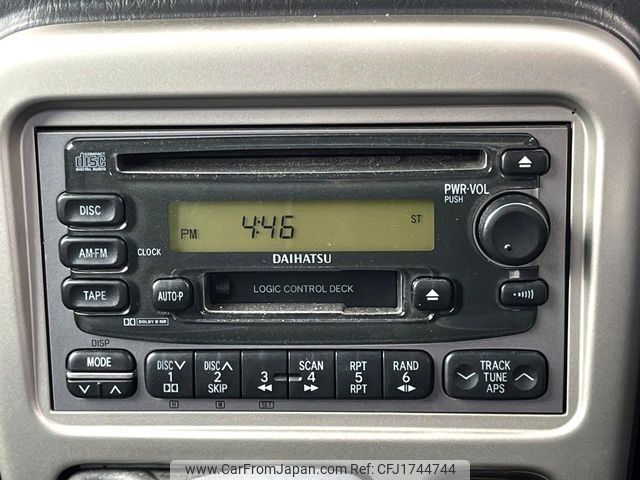 COMPACT
disc
DIGITAL AUDIO
PWR·VOL
PUSH
DISC
AM·FM
CLOCK
TAPE
PM 4:46 ST
DAIHATSU
AUTO·P
LOGIC CONTROL DECK
DOLBY B NR
DISP
MODE
DISC 1
DISC 2 SKIP
3
SCAN 4
RPT 5 RPT
RAND 6
TRACK
TUNE
APS
H
M
SET
www.CarFromJapan.com - ID: CFJ1744744